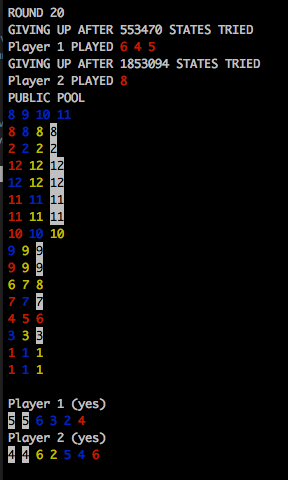 ROUND 20
GIVING UP AFTER 553470 STATES TRIED
Player 1 PLAYED 6 4 5
GIVING UP AFTER 1853094 STATES TRIED
Player 2 PLAYED 8
PUBLIC POOL
8 9 10 11
8 8 8 8
2 2 2 2
12 12 12
12 12 12
11 11 11
11 11 11
10 10 10
9 9 9
9 9 9
6 7 8
7 7 7
4 5 6
3 3 3
1 1 1
1 1 1
Player 1 (yes)
5 5 6 3 2 4
Player 2 (yes)
4 4 6 2 5 4 6